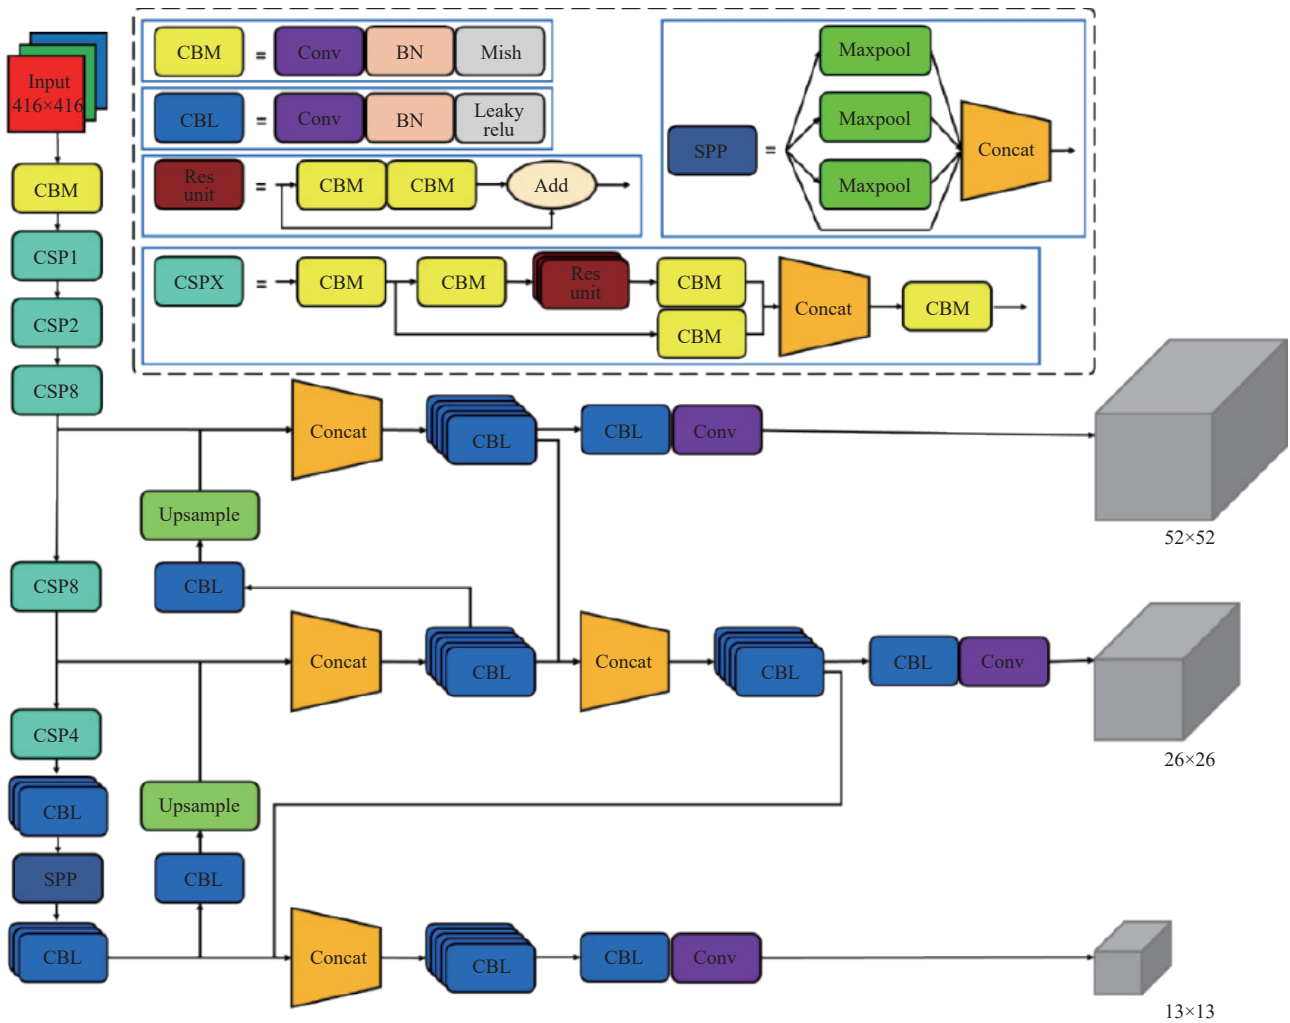 Input
416×416
CBM
CSP1
CSP2
CSP8
CSP8
CSP4
CBL
SPP
CBL
CBM = Conv BN Mish
CBL = Conv BN Leaky
relu
Res
unit
= CBM CBM Add
SPP = Maxpool
Maxpool
Maxpool
Concat
CSPX = CBM CBM Res
unit
CBM
CBM
Concat CBM
Concat CBL CBL Conv
52×52
Upsample
CBL
Concat CBL Concat CBL CBL Conv
26×26
Upsample
CBL
Concat CBL CBL Conv
13×13